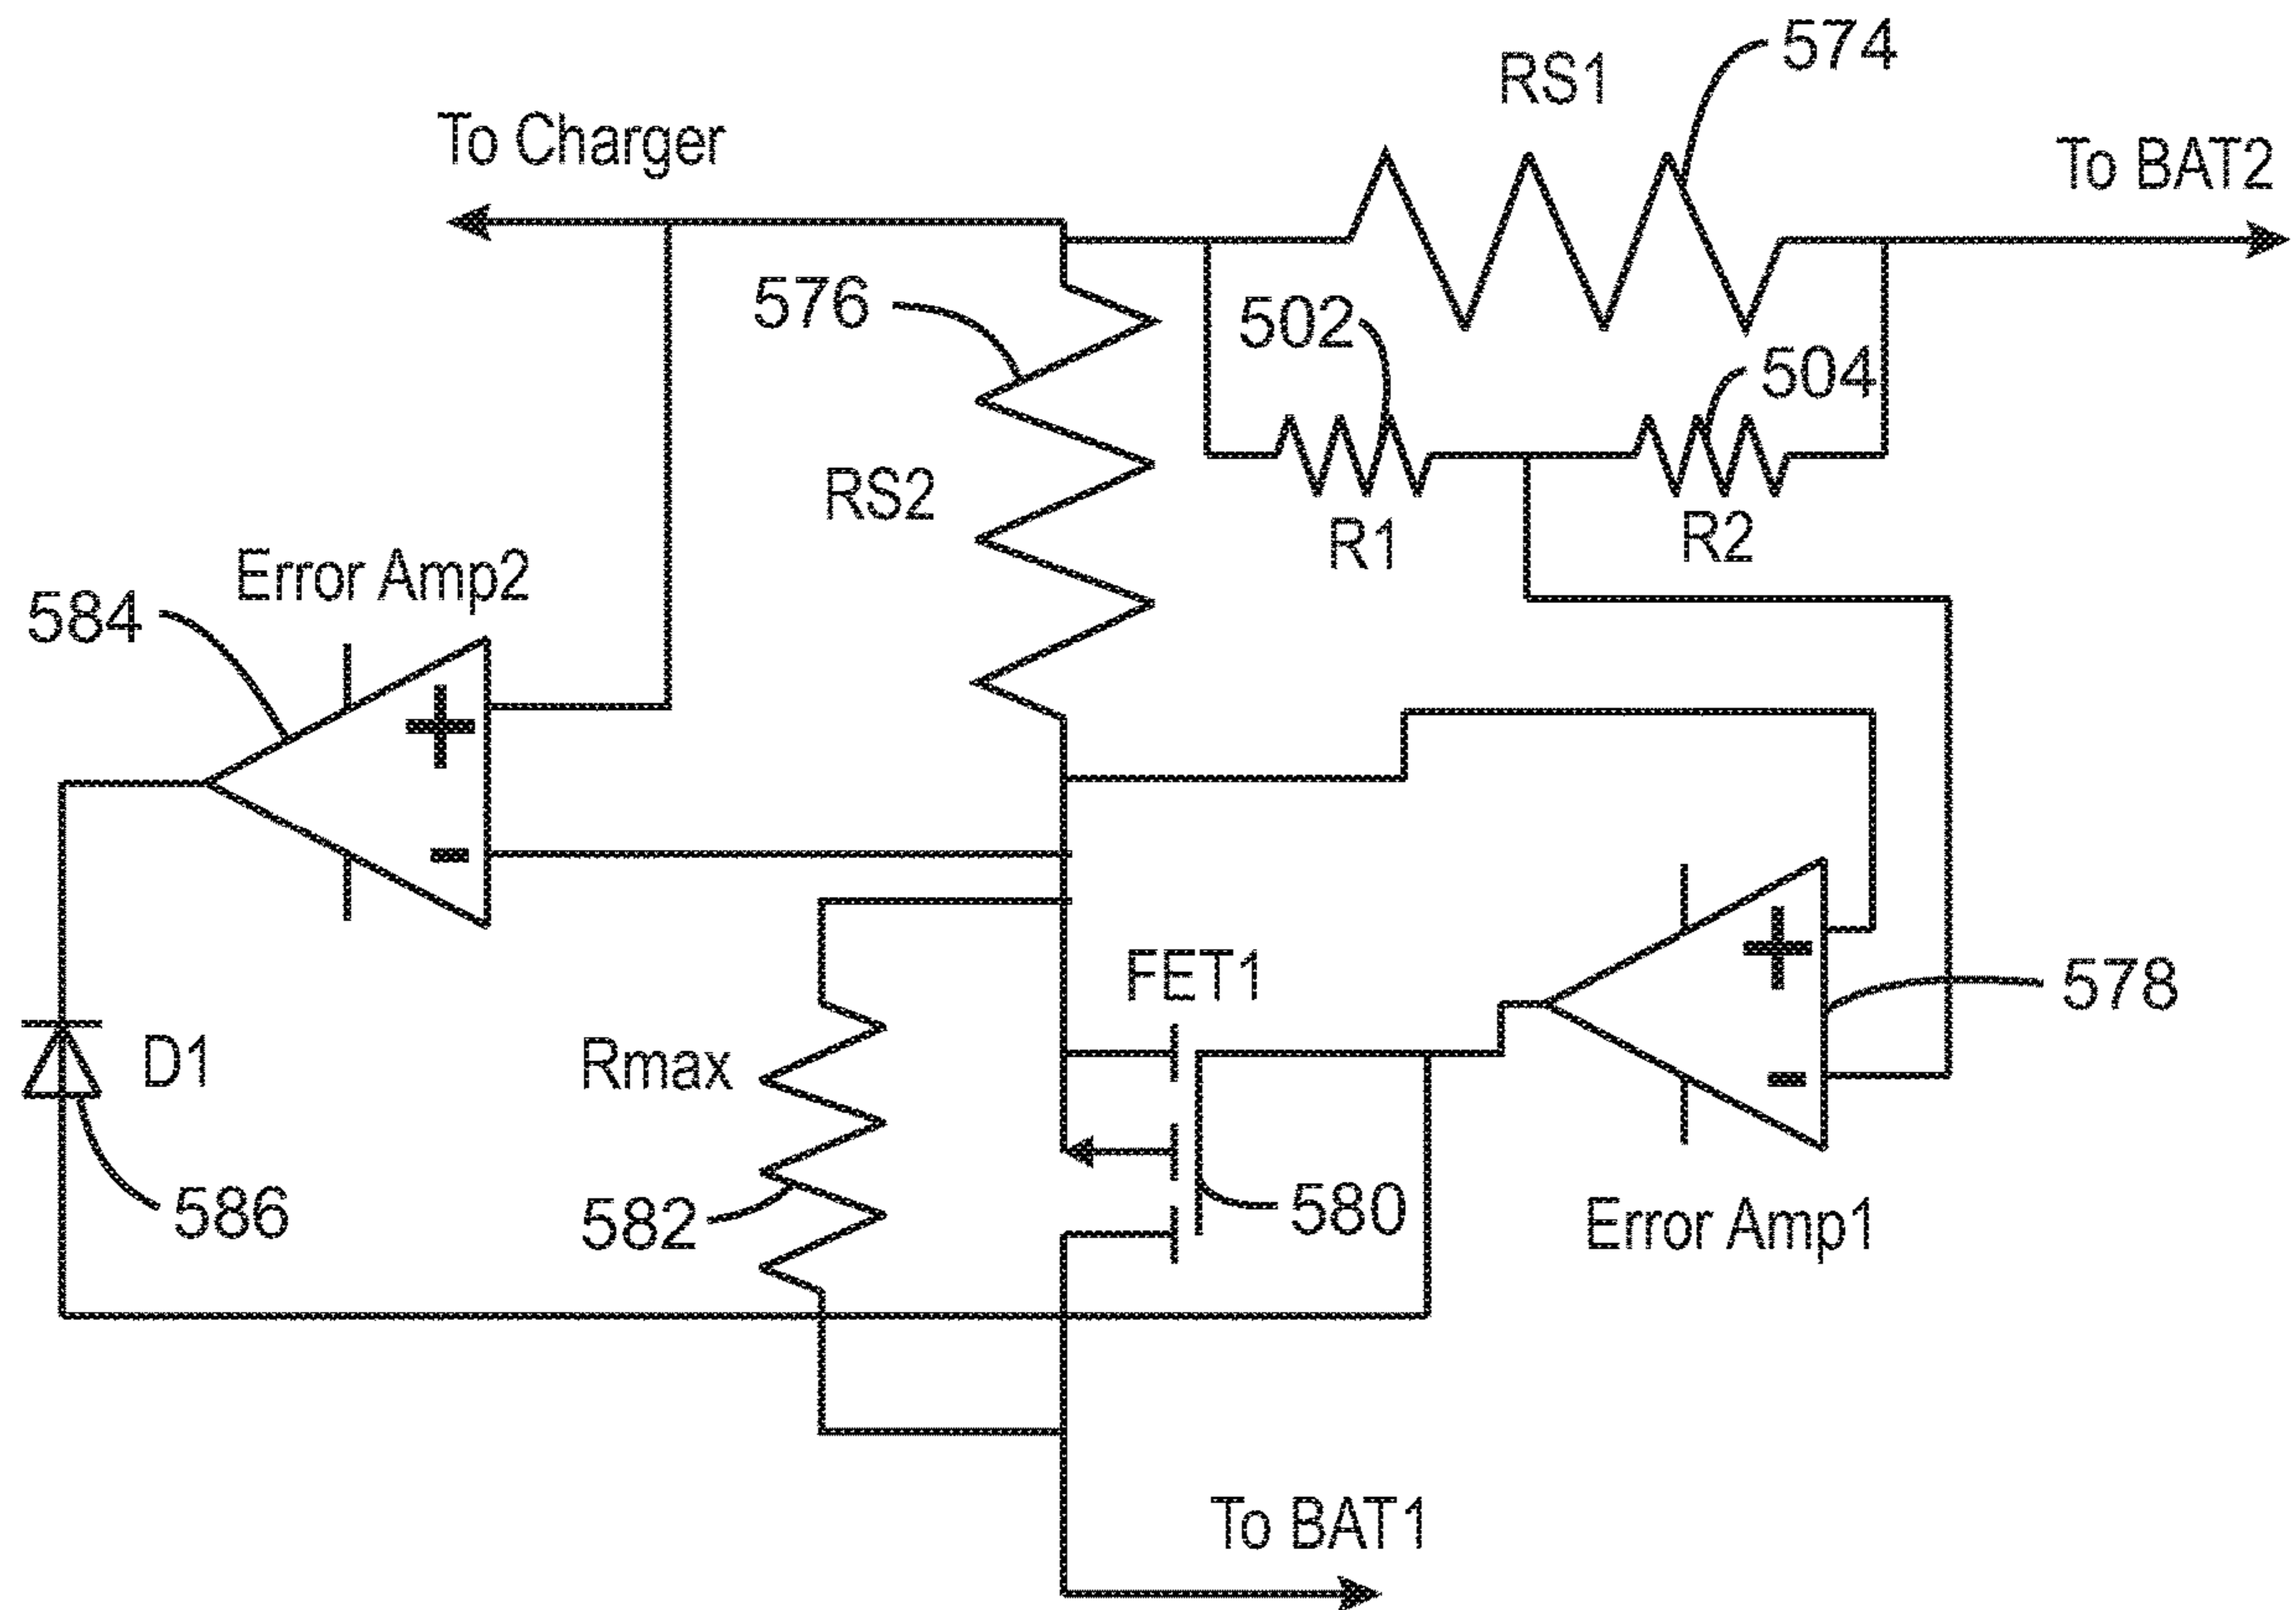 574
RS1
To Charger
To BAT2
576
502
504
RS2
R1
R2
Error Amp2
584
+
-
FET1
+
578
-
Rmax
D1
586
582
580
Error Amp1
To BAT1